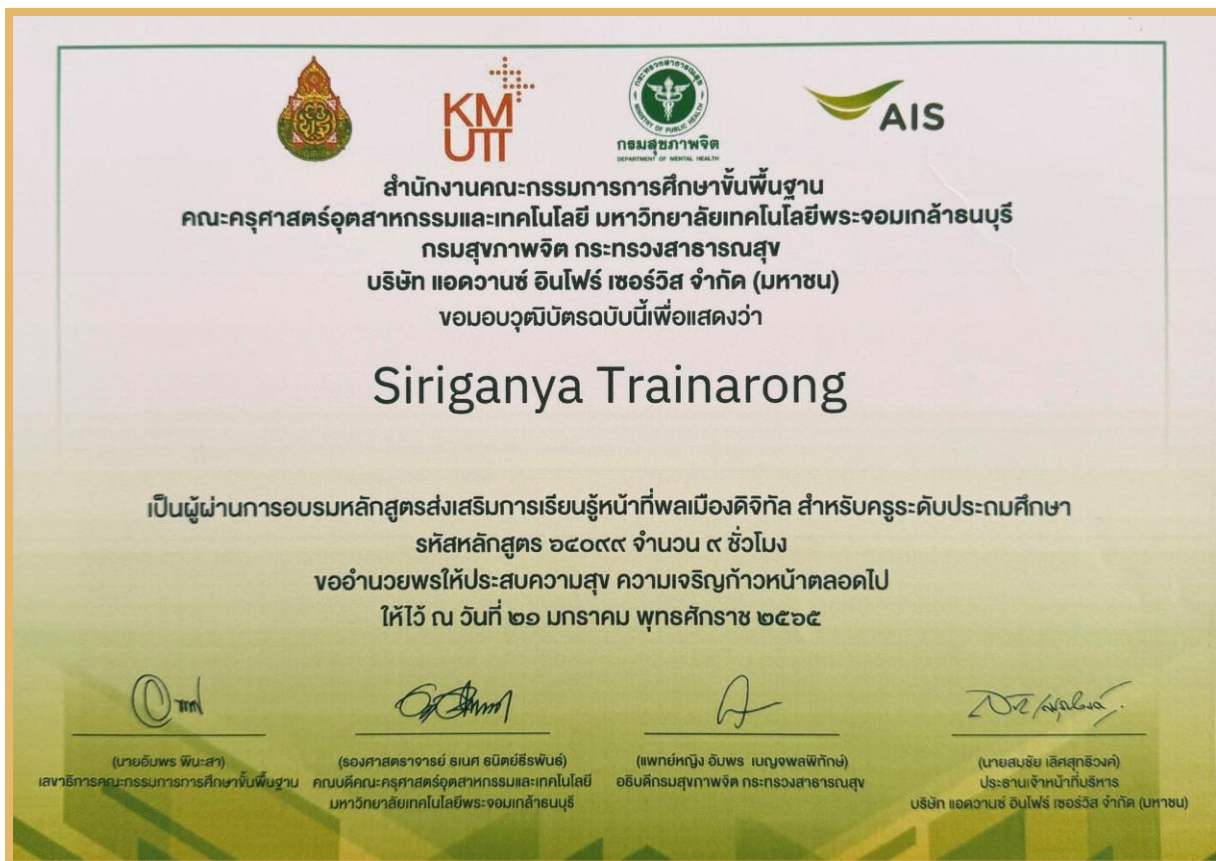 KM
UTT
กระทรวงสาธารณสุข
MINISTRY OF PUBLIC HEALTH
กรมสุขภาพจิต
DEPARTMENT OF MENTAL HEALTH
AIS
สำนักงานคณะกรรมการการศึกษาขั้นพื้นฐาน
คณะครุศาสตร์อุตสาหกรรมและเทคโนโลยี มหาวิทยาลัยเทคโนโลยีพระจอมเกล้าธนบุรี
กรมสุขภาพจิต กระทรวงสาธารณสุข
บริษัท แอดวานซ์ อินโฟร์ เซอร์วิส จำกัด (มหาชน)
ขอมอบวุฒิบัตรฉบับนี้เพื่อแสดงว่า
Siriganya Trainarong
เป็นผู้ผ่านการอบรมหลักสูตรส่งเสริมการเรียนรู้หน้าที่พลเมืองดิจิทัล สำหรับครูระดับประถมศึกษา
รหัสหลักสูตร ๖๔๐๙๙ จำนวน ๙ ชั่วโมง
ขออำนวยพรให้ประสบความสุข ความเจริญก้าวหน้าตลอดไป
ให้ไว้ ณ วันที่ ๒๑ มกราคม พุทธศักราช ๒๕๖๕
(นายอัมพร พินะสา) (รองศาสตราจารย์ ธเนศ ธนิตย์ธีรพันธ์) (แพทย์หญิง อัมพร เบญจพลพิทักษ์) (นายสมชัย เลิศสุทธิวงค์)
เลขาธิการคณะกรรมการการศึกษาขั้นพื้นฐาน คณบดีคณะครุศาสตร์อุตสาหกรรมและเทคโนโลยี อธิบดีกรมสุขภาพจิต กระทรวงสาธารณสุข ประธานเจ้าหน้าที่บริหาร
มหาวิทยาลัยเทคโนโลยีพระจอมเกล้าธนบุรี บริษัท แอดวานซ์ อินโฟร์ เซอร์วิส จำกัด (มหาชน)